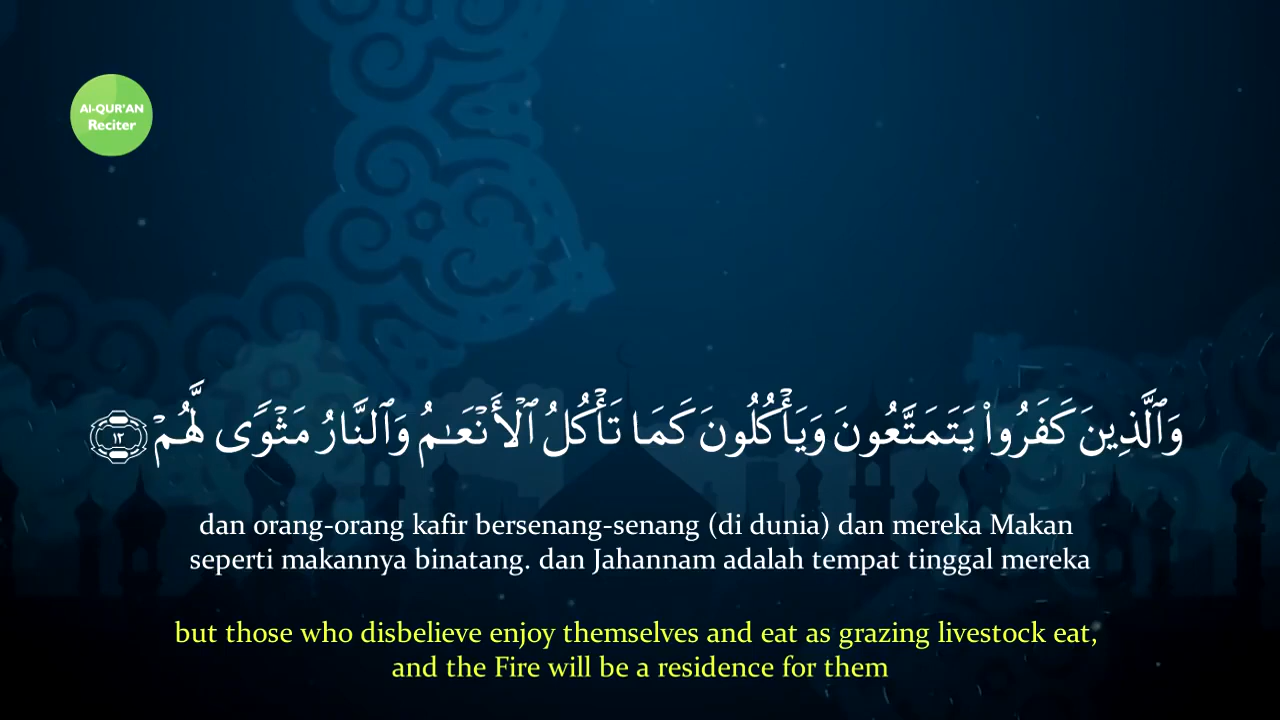 Al-QUR'AN
Reciter
وَٱلَّذِينَ كَفَرُوا۟ يَتَمَتَّعُونَ وَيَأْكُلُونَ كَمَا تَأْكُلُ ٱلْأَنْعَـٰمُ وَٱلنَّارُ مَثْوًى لَّهُمْ ١٢
dan orang-orang kafir bersenang-senang (di dunia) dan mereka Makan
seperti makannya binatang. dan Jahannam adalah tempat tinggal mereka
but those who disbelieve enjoy themselves and eat as grazing livestock eat,
and the Fire will be a residence for them